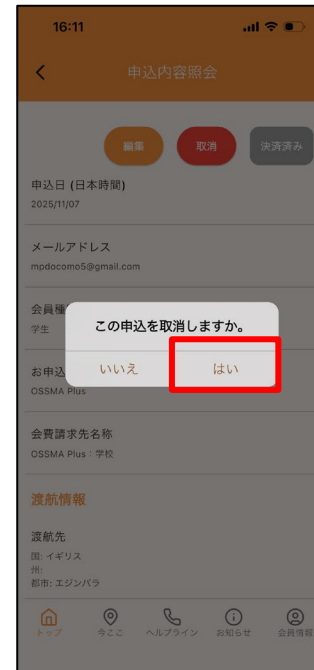 16:11
申込内容照会
編集
取消
決済済み
申込日 (日本時間)
2025/11/07
メールアドレス
mpdocomo5@gmail.com
会員種
学生
この申込を取消しますか。
いいえ
はい
お申込
OSSMA Plus
会費請求先名称
OSSMA Plus：学校
渡航情報
渡航先
国: イギリス
州:
都市: エジンバラ
トップ
今ここ
ヘルプライン
お知らせ
会員情報